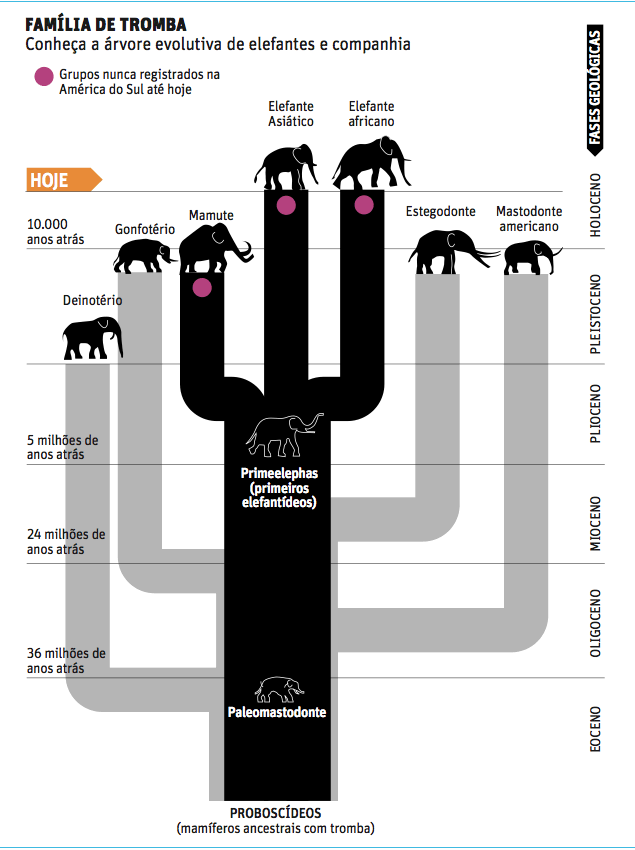 FAMÍLIA DE TROMBA
Conheça a árvore evolutiva de elefantes e companhia
Grupos nunca registrados na
América do Sul até hoje
FASES GEOLÓGICAS
Elefante
Asiático
Elefante
africano
HOJE
HOLOCENO
10.000
anos atrás
Gonfotério
Mamute
Estegodonte
Mastodonte
americano
Deinotério
PLEISTOCENO
PLIOCENO
5 milhões de
anos atrás
Primeelephas
(primeiros
elefantídeos)
MIOCENO
24 milhões de
anos atrás
OLIGOCENO
36 milhões de
anos atrás
Paleomastodonte
EOCENO
PROBOSCÍDEOS
(mamíferos ancestrais com tromba)